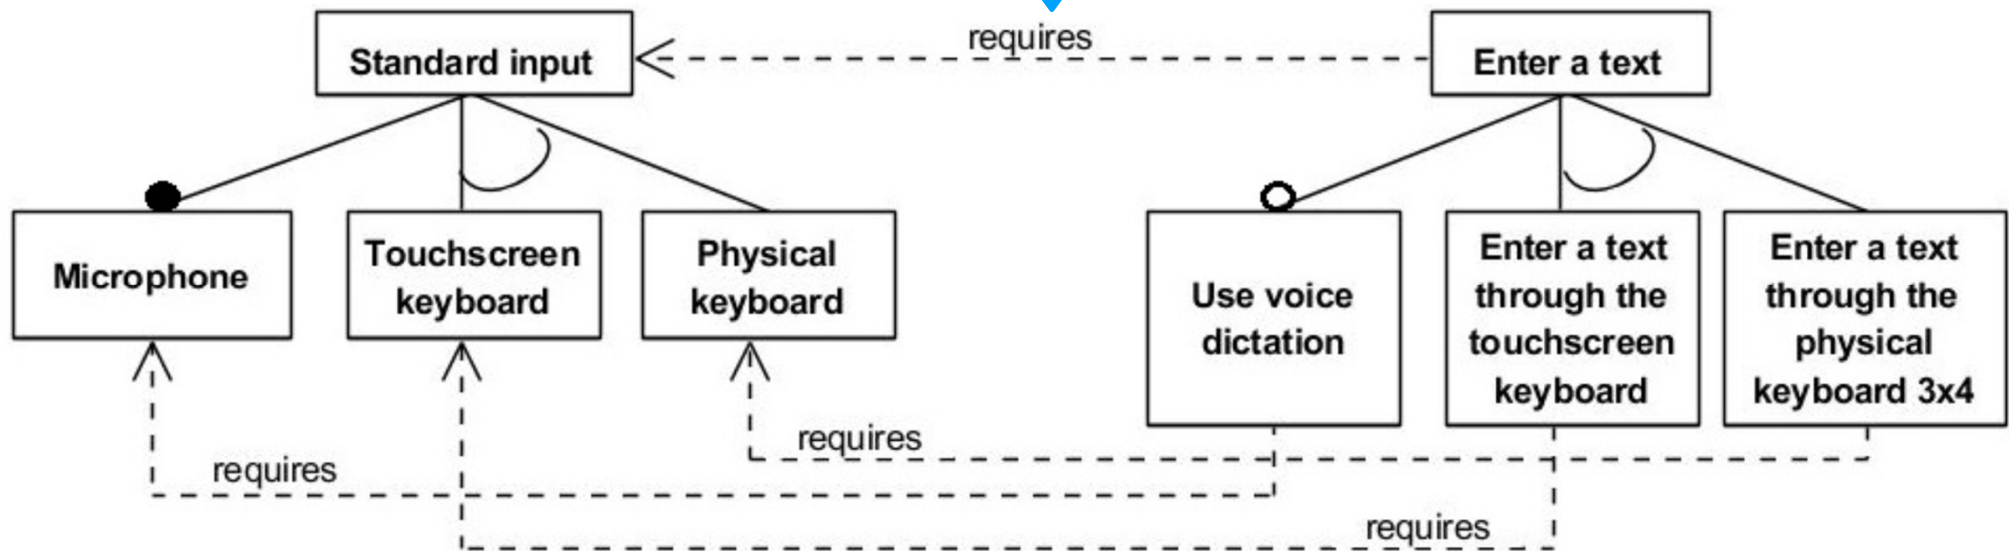 requires
Standard input
Enter a text
Microphone
Touchscreen
keyboard
Physical
keyboard
Use voice
dictation
Enter a text
through the
touchscreen
keyboard
Enter a text
through the
physical
keyboard 3x4
requires
requires
requires